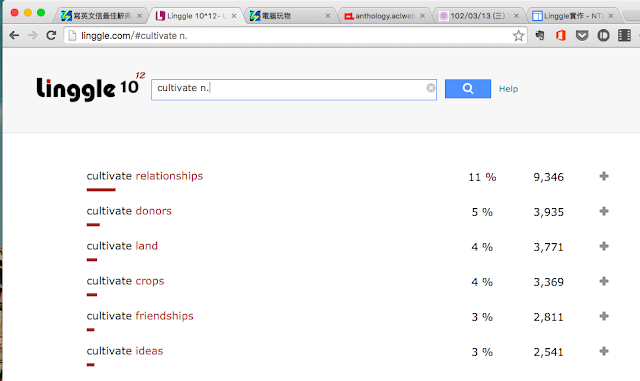 寫英文信最佳辭典
Linggle 10^12- L
電腦玩物
anthology.aclweb
102/03/13 (三)
Linggle實作 - NT
linggle.com/#cultivate n.
Linggle 10 12
cultivate n.
Help
cultivate relationships 11 % 9,346
cultivate donors 5 % 3,935
cultivate land 4 % 3,771
cultivate crops 4 % 3,369
cultivate friendships 3 % 2,811
cultivate ideas 3 % 2,541